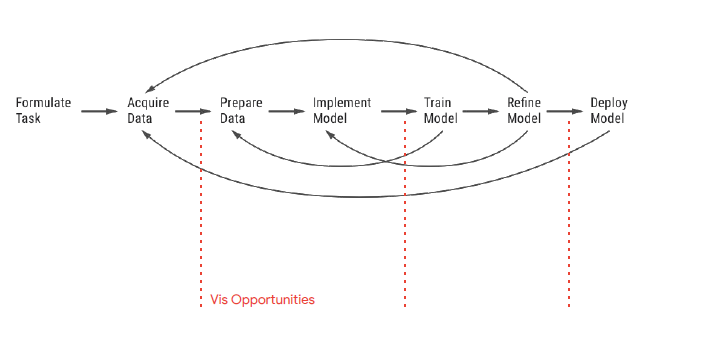 Formulate
Task
Acquire
Data
Prepare
Data
Implement
Model
Train
Model
Refine
Model
Deploy
Model
Vis Opportunities